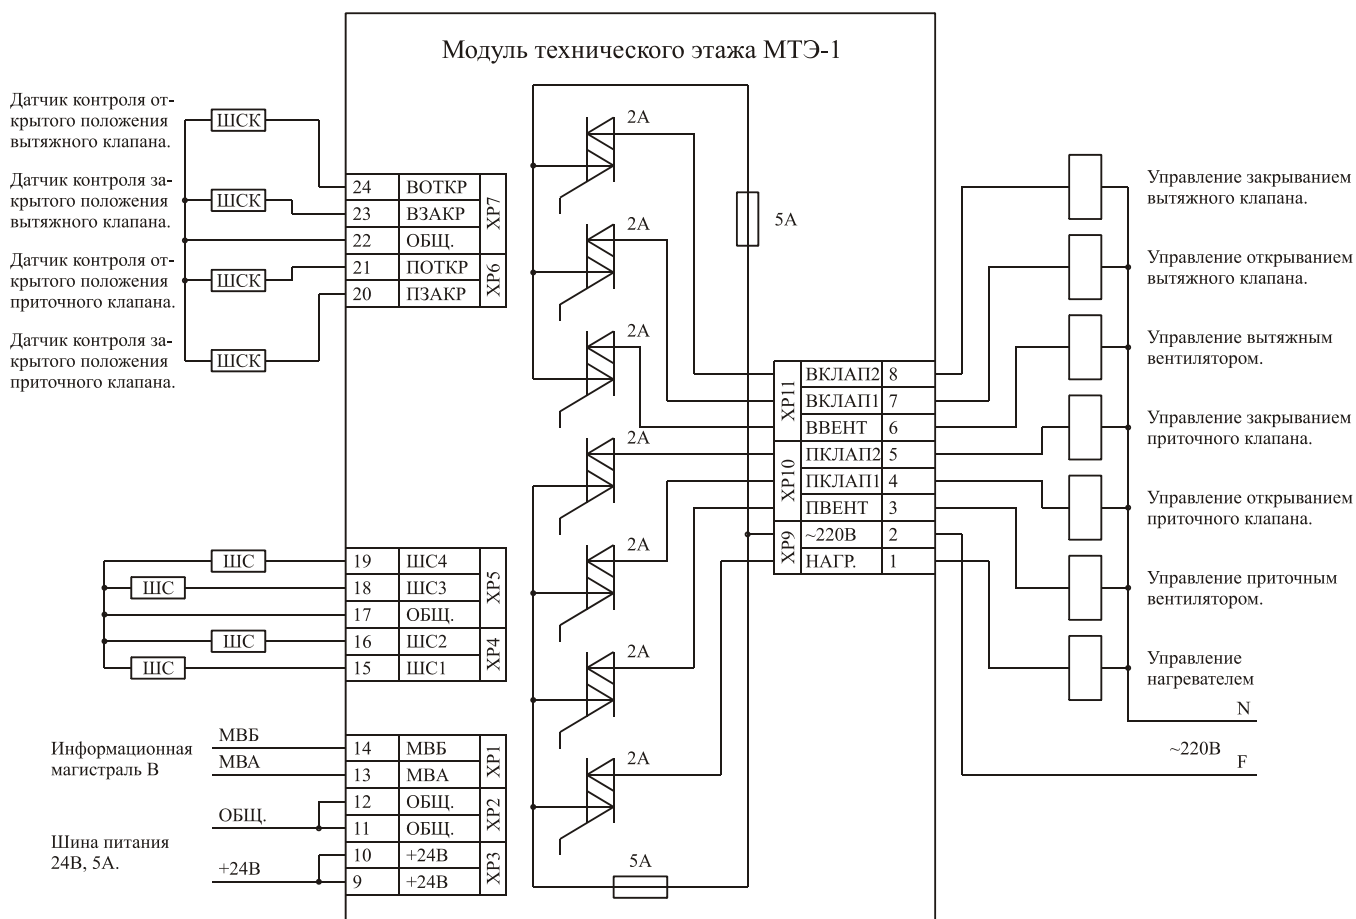 Модуль технического этажа МТЭ-1
Датчик контроля от-
крытого положения
вытяжного клапана.
ШСК
Датчик контроля за-
крытого положения
вытяжного клапана.
ШСК
Датчик контроля от-
крытого положения
приточного клапана.
ШСК
Датчик контроля за-
крытого положения
приточного клапана.
ШСК
24 ВОТКР
23 ВЗАКР
22 ОБЩ.
XP7
21 ПОТКР
20 ПЗАКР
XP6
ШС
ШС
ШС
ШС
19 ШС4
18 ШС3
17 ОБЩ.
XP5
16 ШС2
15 ШС1
XP4
Информационная
магистраль В
МВБ
МВА
14 МВБ
13 МВА
XP1
Шина питания
24В, 5А.
ОБЩ.
+24В
12 ОБЩ.
11 ОБЩ.
XP2
10 +24В
9 +24В
XP3
2А
2А
2А
2А
2А
2А
2А
5А
5А
XP11
ВКЛАП2 8
ВКЛАП1 7
ВВЕНТ 6
XP10
ПКЛАП2 5
ПКЛАП1 4
ПВЕНТ 3
XP9
~220В 2
НАГР. 1
Управление закрыванием
вытяжного клапана.
Управление открыванием
вытяжного клапана.
Управление вытяжным
вентилятором.
Управление закрыванием
приточного клапана.
Управление открыванием
приточного клапана.
Управление приточным
вентилятором.
Управление
нагревателем
N
~220В
F